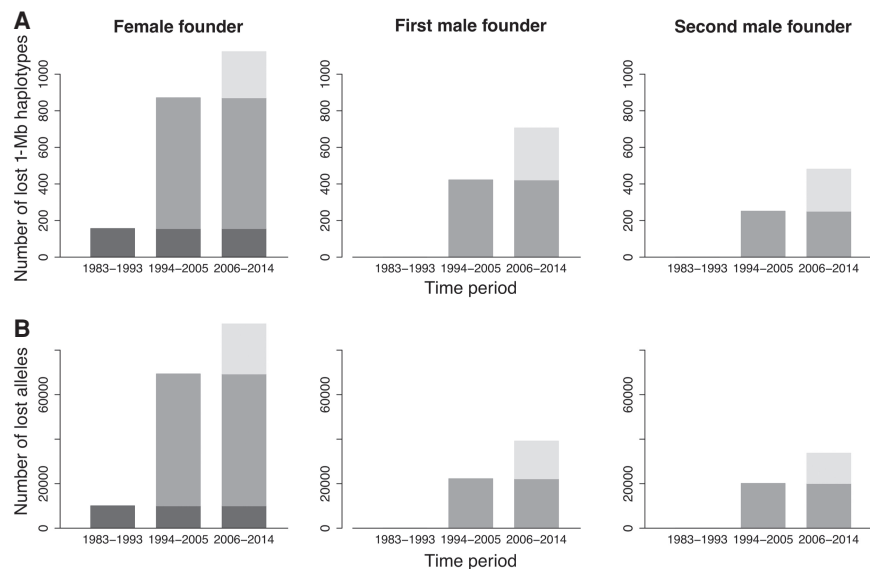 A
Female founder
First male founder
Second male founder
Number of lost 1-Mb haplotypes
0 200 400 600 800 1000
1983–1993 1994–2005 2006–2014
0 200 400 600 800 1000
1983–1993 1994–2005 2006–2014
Time period
0 200 400 600 800 1000
1983–1993 1994–2005 2006–2014
B
Number of lost alleles
0 20000 60000
1983–1993 1994–2005 2006–2014
0 20000 60000
1983–1993 1994–2005 2006–2014
Time period
0 20000 60000
1983–1993 1994–2005 2006–2014